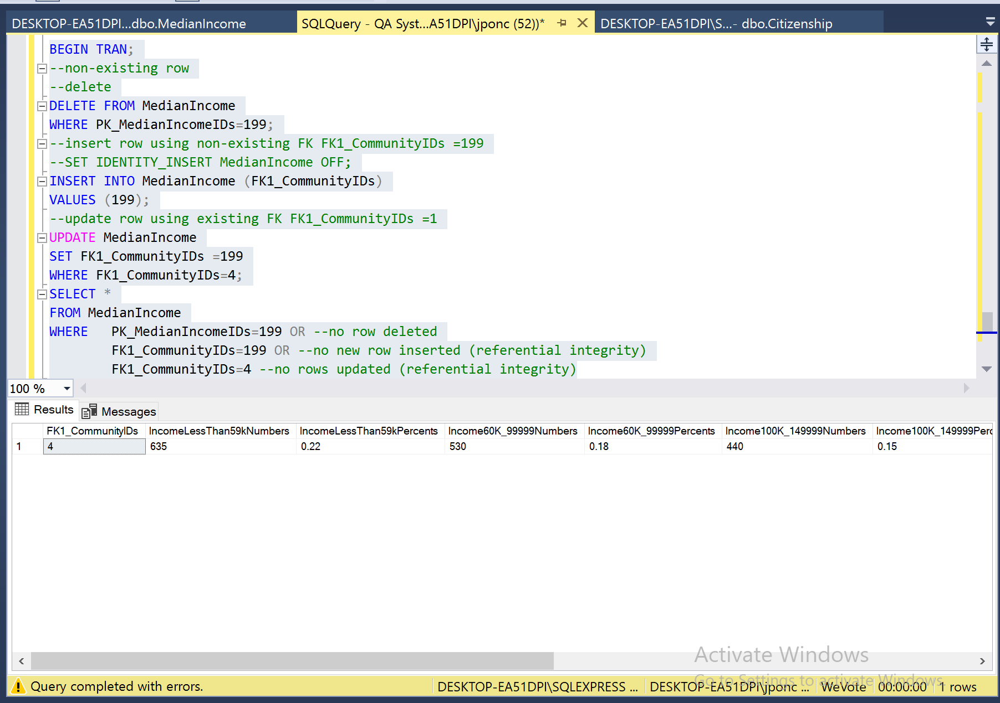 DESKTOP-EA51DPI...dbo.MedianIncome
SQLQuery - QA Syst...A51DPI\jponc (52))*
DESKTOP-EA51DPI\S...- dbo.Citizenship
BEGIN TRAN;
--non-existing row
--delete
DELETE FROM MedianIncome
WHERE PK_MedianIncomeIDs=199;
--insert row using non-existing FK FK1_CommunityIDs =199
--SET IDENTITY_INSERT MedianIncome OFF;
INSERT INTO MedianIncome (FK1_CommunityIDs)
VALUES (199);
--update row using existing FK FK1_CommunityIDs =1
UPDATE MedianIncome
SET FK1_CommunityIDs =199
WHERE FK1_CommunityIDs=4;
SELECT *
FROM MedianIncome
WHERE   PK_MedianIncomeIDs=199 OR --no row deleted
        FK1_CommunityIDs=199 OR --no new row inserted (referential integrity)
        FK1_CommunityIDs=4 --no rows updated (referential integrity)
100 %
Results Messages
FK1_CommunityIDs IncomeLessThan59kNumbers IncomeLessThan59kPercents Income60K_99999Numbers Income60K_99999Percents Income100K_149999Numbers Income100K_149999Perc
1 4 635 0.22 530 0.18 440 0.15
Activate Windows
Go to Settings to activate Windows.
Query completed with errors.
DESKTOP-EA51DPI\SQLEXPRESS ... DESKTOP-EA51DPI\jponc ... WeVote 00:00:00 1 rows